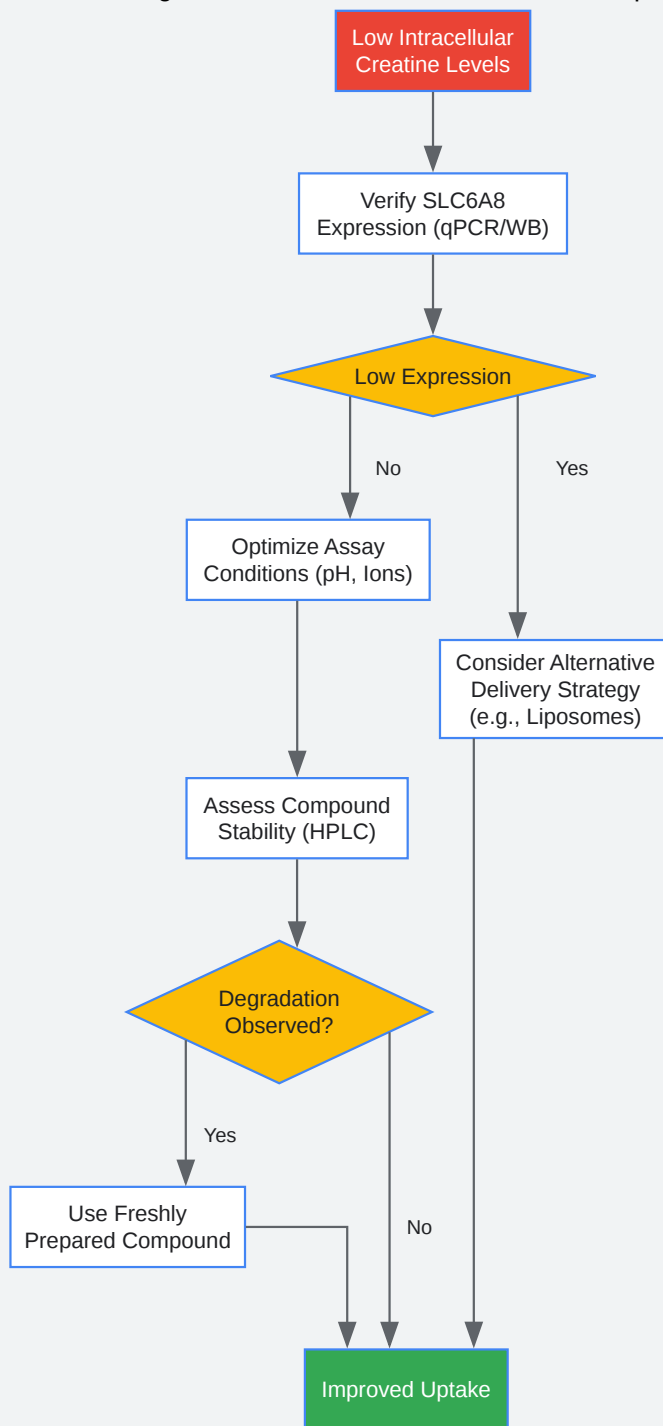 Low Intracellular
Creatine Levels
Verify SLC6A8
Expression (qPCR/WB)
Low Expression
No
Yes
Optimize Assay
Conditions (pH, Ions)
Consider Alternative
Delivery Strategy
(e.g., Liposomes)
Assess Compound
Stability (HPLC)
Degradation
Observed?
Yes
Use Freshly
Prepared Compound
No
Improved Uptake